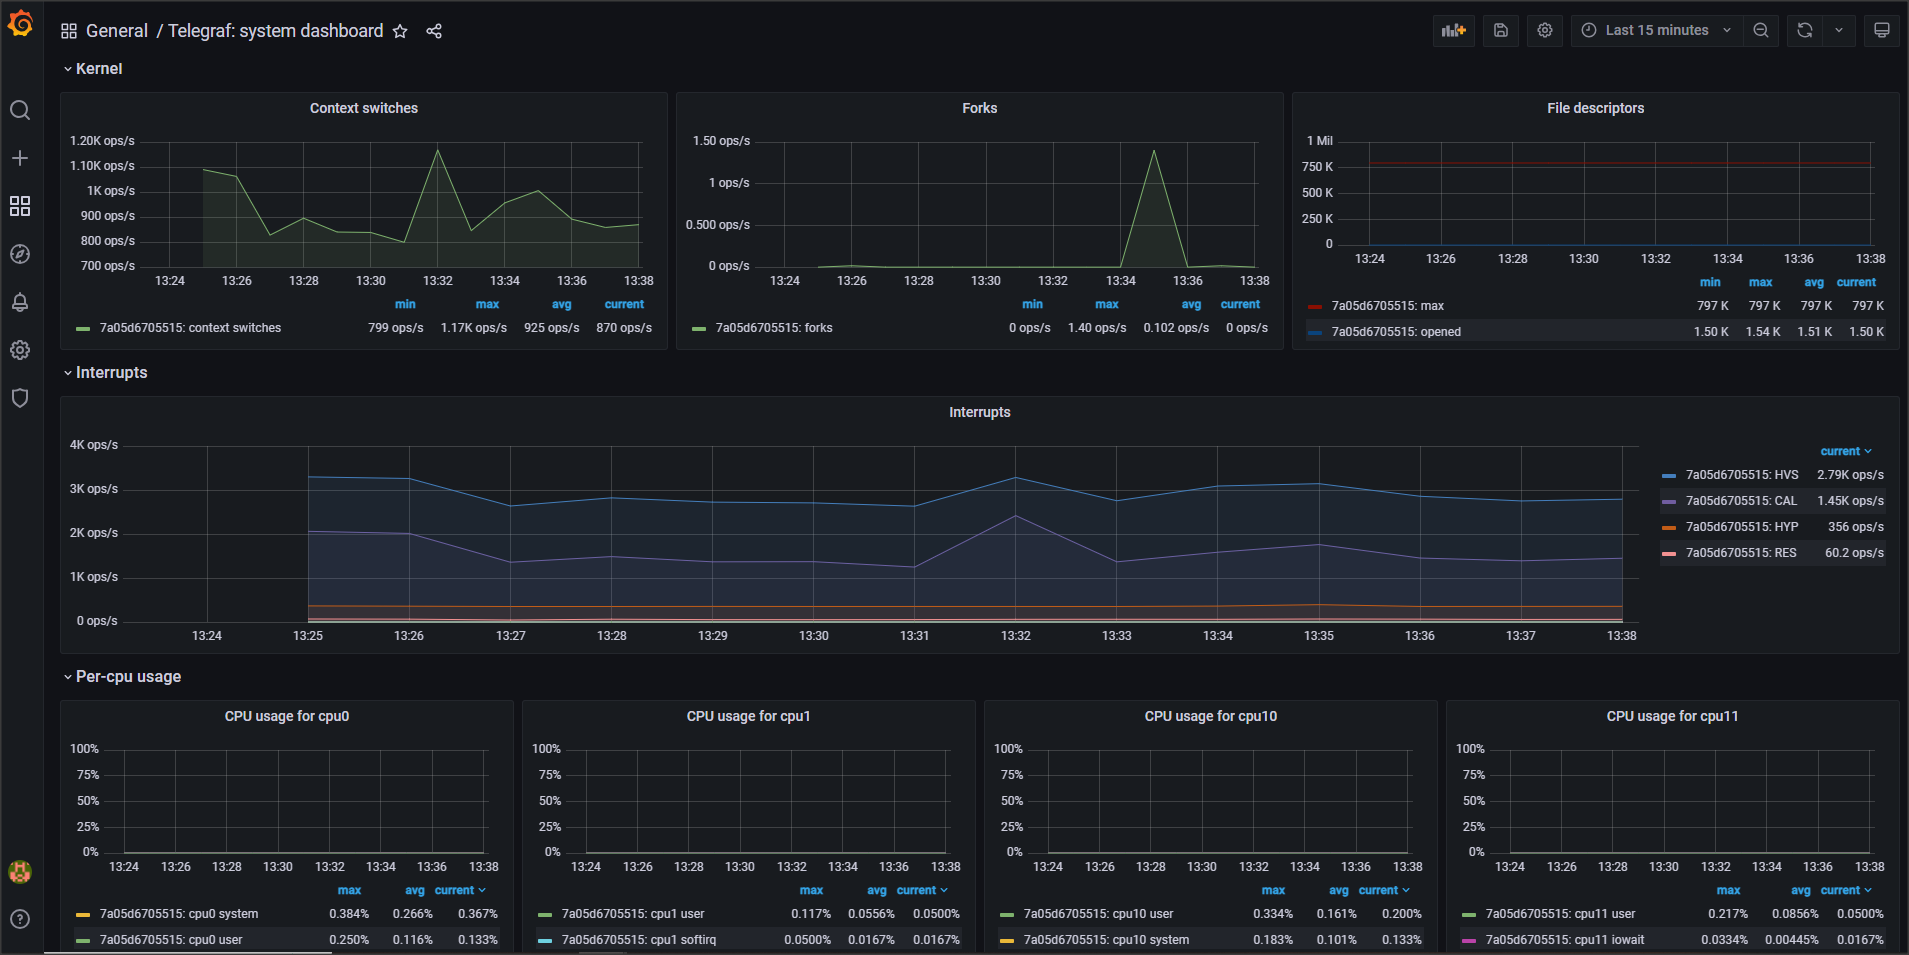 General / Telegraf: system dashboard
Last 15 minutes
Kernel
Context switches
1.20K ops/s
1.10K ops/s
1K ops/s
900 ops/s
800 ops/s
700 ops/s
13:24 13:26 13:28 13:30 13:32 13:34 13:36 13:38
min max avg current
7a05d6705515: context switches 799 ops/s 1.17K ops/s 925 ops/s 870 ops/s
Forks
1.50 ops/s
1 ops/s
0.500 ops/s
0 ops/s
13:24 13:26 13:28 13:30 13:32 13:34 13:36 13:38
min max avg current
7a05d6705515: forks 0 ops/s 1.40 ops/s 0.102 ops/s 0 ops/s
File descriptors
1 Mil
750 K
500 K
250 K
0
13:24 13:26 13:28 13:30 13:32 13:34 13:36 13:38
min max avg current
7a05d6705515: max 797 K 797 K 797 K 797 K
7a05d6705515: opened 1.50 K 1.54 K 1.51 K 1.50 K
Interrupts
Interrupts
4K ops/s
3K ops/s
2K ops/s
1K ops/s
0 ops/s
13:24 13:25 13:26 13:27 13:28 13:29 13:30 13:31 13:32 13:33 13:34 13:35 13:36 13:37 13:38
current
7a05d6705515: HVS 2.79K ops/s
7a05d6705515: CAL 1.45K ops/s
7a05d6705515: HYP 356 ops/s
7a05d6705515: RES 60.2 ops/s
Per-cpu usage
CPU usage for cpu0
100%
75%
50%
25%
0%
13:24 13:26 13:28 13:30 13:32 13:34 13:36 13:38
max avg current
7a05d6705515: cpu0 system 0.384% 0.266% 0.367%
7a05d6705515: cpu0 user 0.250% 0.116% 0.133%
CPU usage for cpu1
100%
75%
50%
25%
0%
13:24 13:26 13:28 13:30 13:32 13:34 13:36 13:38
max avg current
7a05d6705515: cpu1 user 0.117% 0.0556% 0.0500%
7a05d6705515: cpu1 softirq 0.0500% 0.0167% 0.0167%
CPU usage for cpu10
100%
75%
50%
25%
0%
13:24 13:26 13:28 13:30 13:32 13:34 13:36 13:38
max avg current
7a05d6705515: cpu10 user 0.334% 0.161% 0.200%
7a05d6705515: cpu10 system 0.183% 0.101% 0.133%
CPU usage for cpu11
100%
75%
50%
25%
0%
13:24 13:26 13:28 13:30 13:32 13:34 13:36 13:38
max avg current
7a05d6705515: cpu11 user 0.217% 0.0856% 0.0500%
7a05d6705515: cpu11 iowait 0.0334% 0.00445% 0.0167%